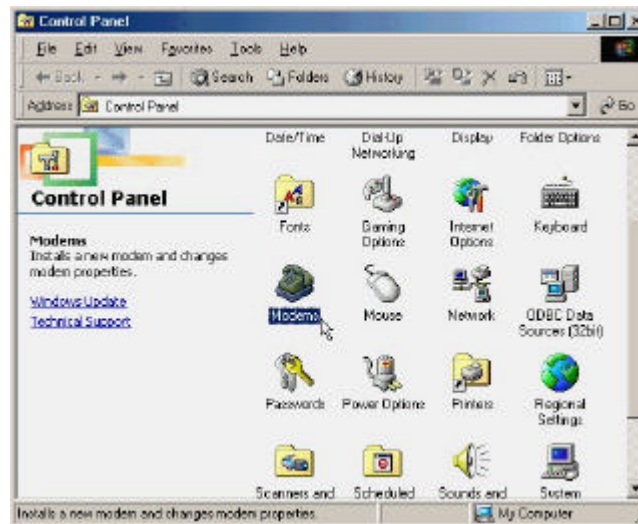 Control Panel
File Edit View Favorites Tools Help
Back Search Folders History
Address Control Panel Go
Date/Time Dial-Up Networking Display Folder Options
Control Panel
Modems
Installs a new modem and changes
modem properties.
Windows Update
Technical Support
Fonts Gaming Options Internet Options Keyboard
Modems Mouse Network ODBC Data Sources (32bit)
Passwords Power Options Printers Regional Settings
Scanners and Scheduled Sounds and System
Installs a new modem and changes modem properties. My Computer